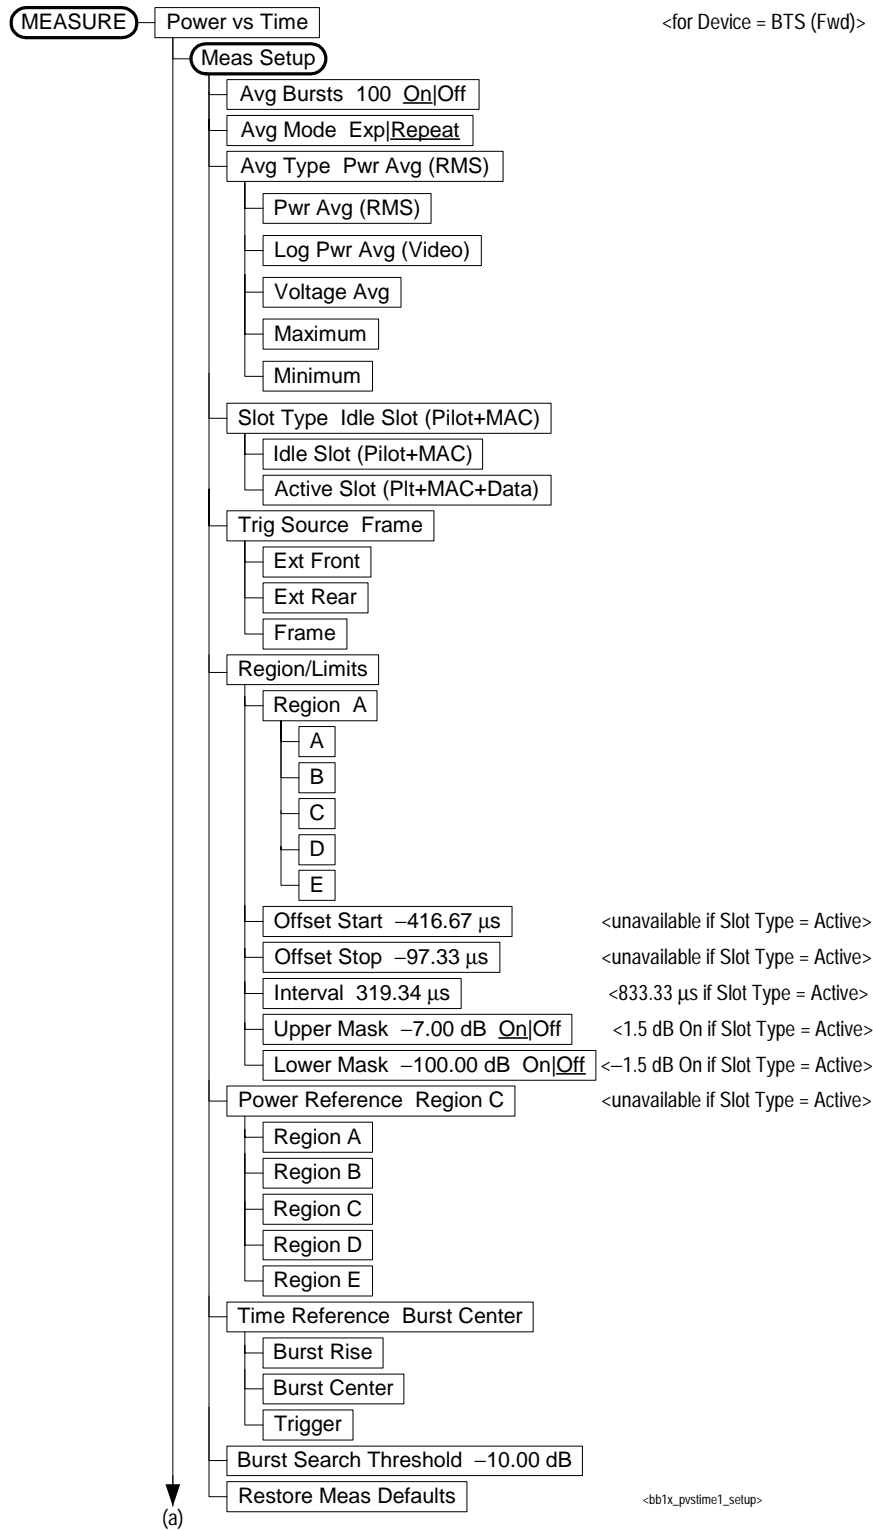 MEASURE Power vs Time <for Device = BTS (Fwd)>
Meas Setup
Avg Bursts 100 On|Off
Avg Mode Exp|Repeat
Avg Type Pwr Avg (RMS)
Pwr Avg (RMS)
Log Pwr Avg (Video)
Voltage Avg
Maximum
Minimum
Slot Type Idle Slot (Pilot+MAC)
Idle Slot (Pilot+MAC)
Active Slot (Plt+MAC+Data)
Trig Source Frame
Ext Front
Ext Rear
Frame
Region/Limits
Region A
A
B
C
D
E
Offset Start −416.67 μs <unavailable if Slot Type = Active>
Offset Stop −97.33 μs <unavailable if Slot Type = Active>
Interval 319.34 μs <833.33 μs if Slot Type = Active>
Upper Mask −7.00 dB On|Off <1.5 dB On if Slot Type = Active>
Lower Mask −100.00 dB On|Off <−1.5 dB On if Slot Type = Active>
Power Reference Region C <unavailable if Slot Type = Active>
Region A
Region B
Region C
Region D
Region E
Time Reference Burst Center
Burst Rise
Burst Center
Trigger
Burst Search Threshold −10.00 dB
Restore Meas Defaults <bb1x_pvstime1_setup>
(a)